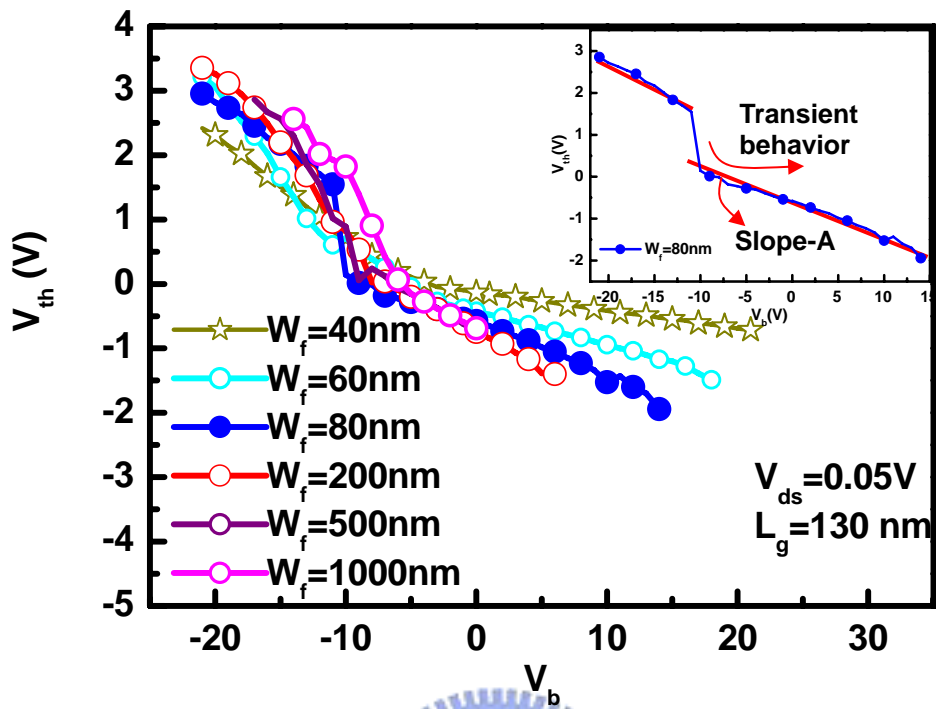 4
3
2
1
0
-1
-2
-3
-4
-5
V_th (V)
-20 -10 0 10 20 30
V_b
W_f=40nm
W_f=60nm
W_f=80nm
W_f=200nm
W_f=500nm
W_f=1000nm
V_ds=0.05V
L_g=130 nm
3
2
1
0
-1
-2
V_th(V)
-20 -15 -10 -5 0 5 10 15
V_b(V)
Transient
behavior
Slope-A
W_f=80nm